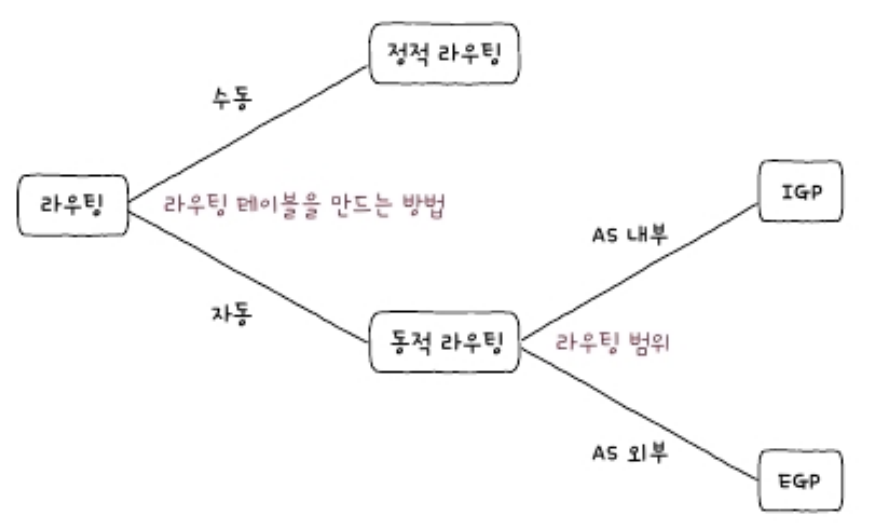 정적 라우팅
수동
라우팅
라우팅 테이블을 만드는 방법
IGP
AS 내부
자동
동적 라우팅
라우팅 범위
AS 외부
EGP